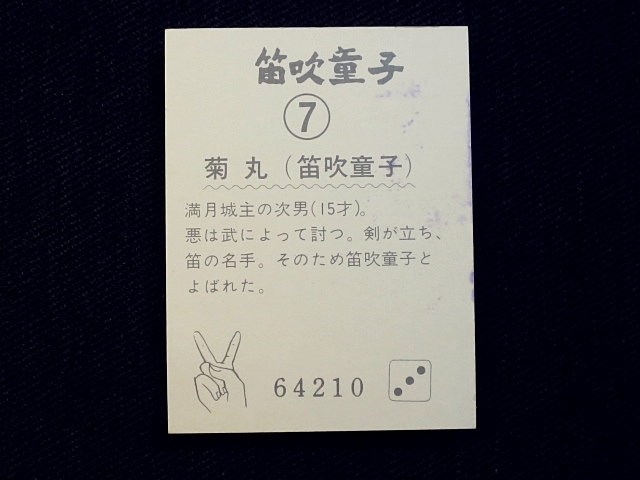 笛吹童子
⑦
菊丸（笛吹童子）
満月城主の次男(15才)。
悪は武によって討つ。剣が立ち、
笛の名手。そのため笛吹童子と
よばれた。
64210